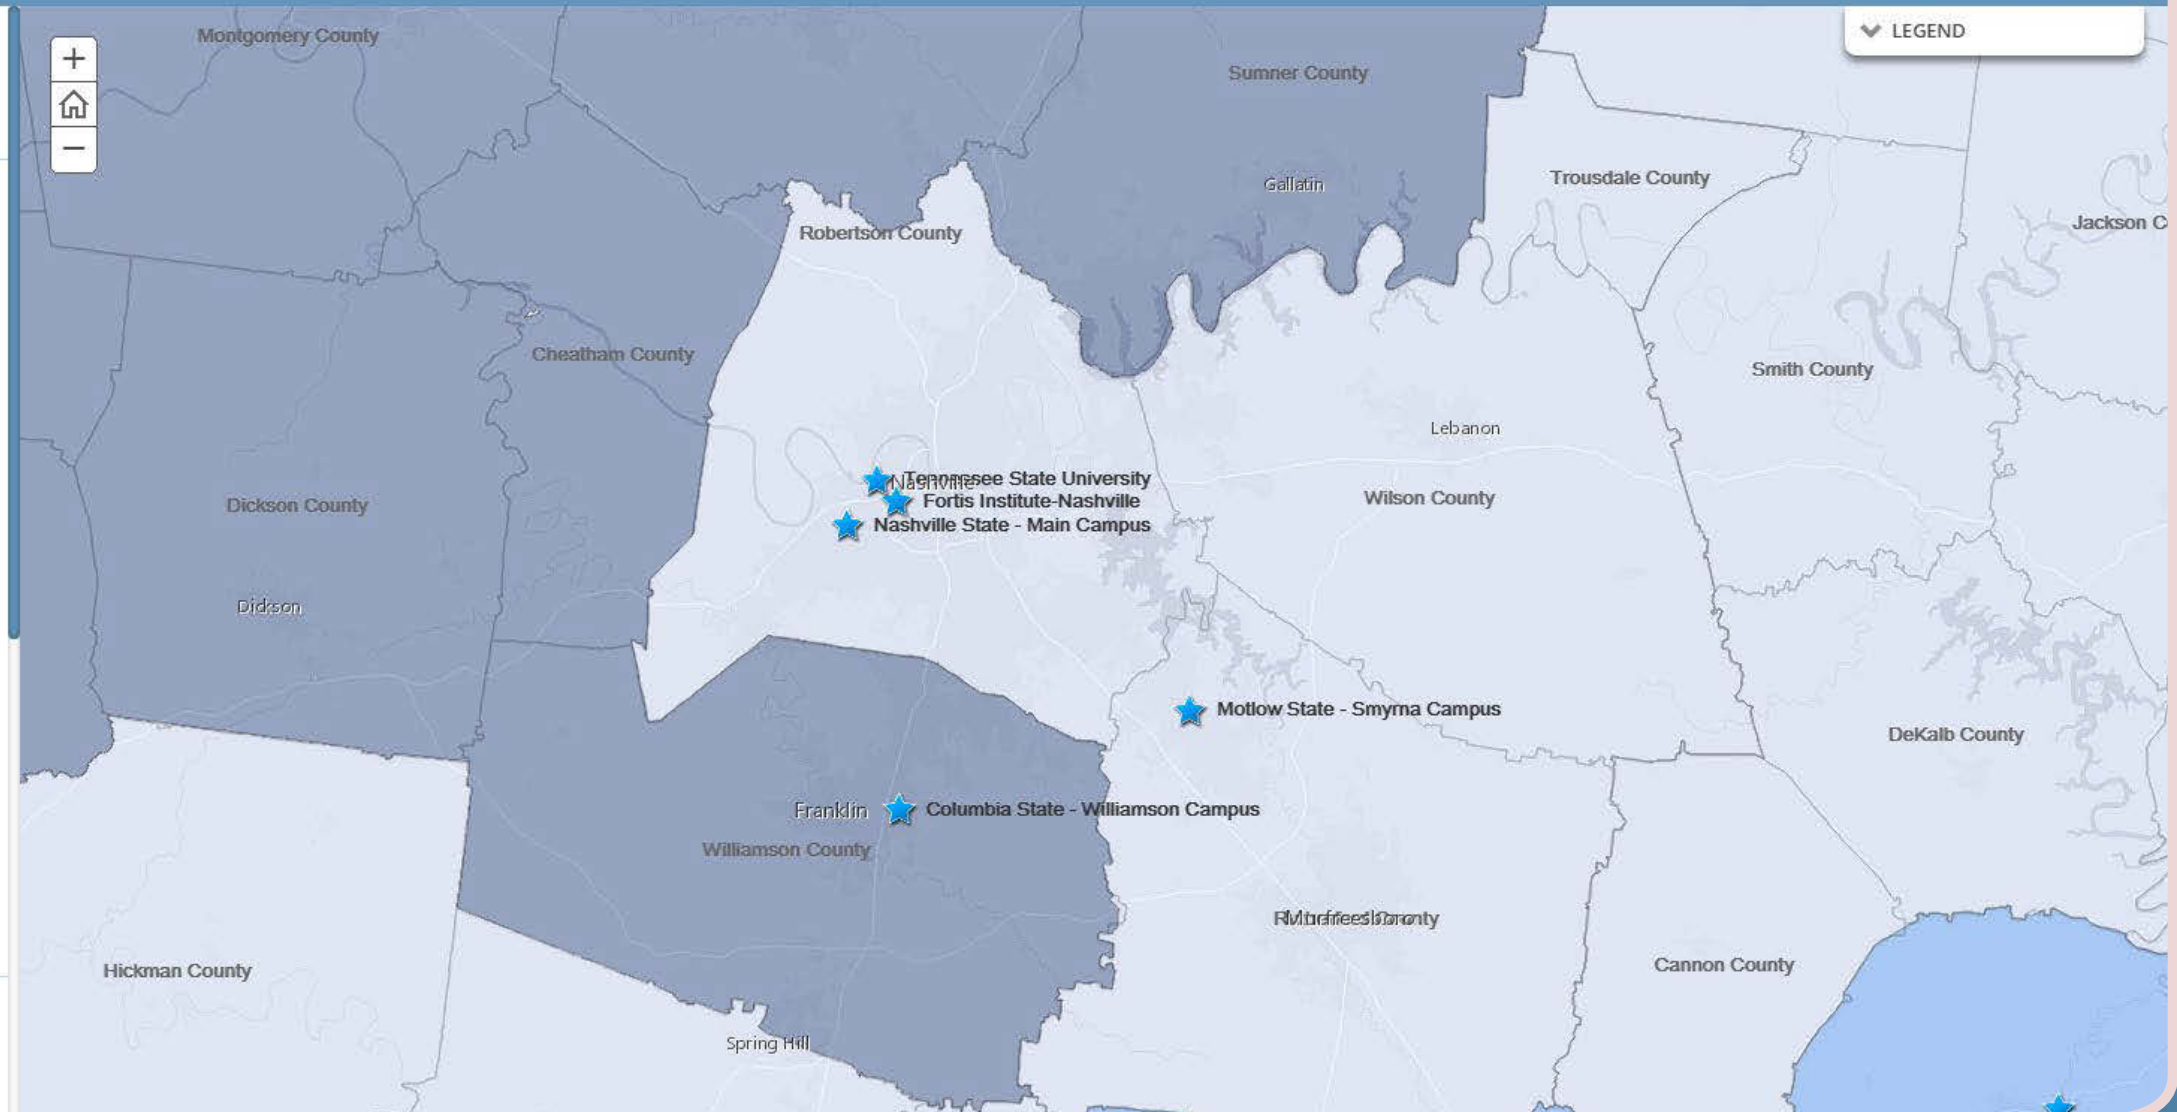 Montgomery County
LEGEND
Sumner County
Trousdale County
Gallatin
Jackson C
Robertson County
Cheatham County
Smith County
Lebanon
Tennessee State University
Nashville
Wilson County
Fortis Institute-Nashville
Dickson County
Nashville State - Main Campus
Dickson
Motlow State - Smyrna Campus
DeKalb County
Franklin
Columbia State - Williamson Campus
Williamson County
Murfreesboro
Cannon County
Hickman County
Spring Hill